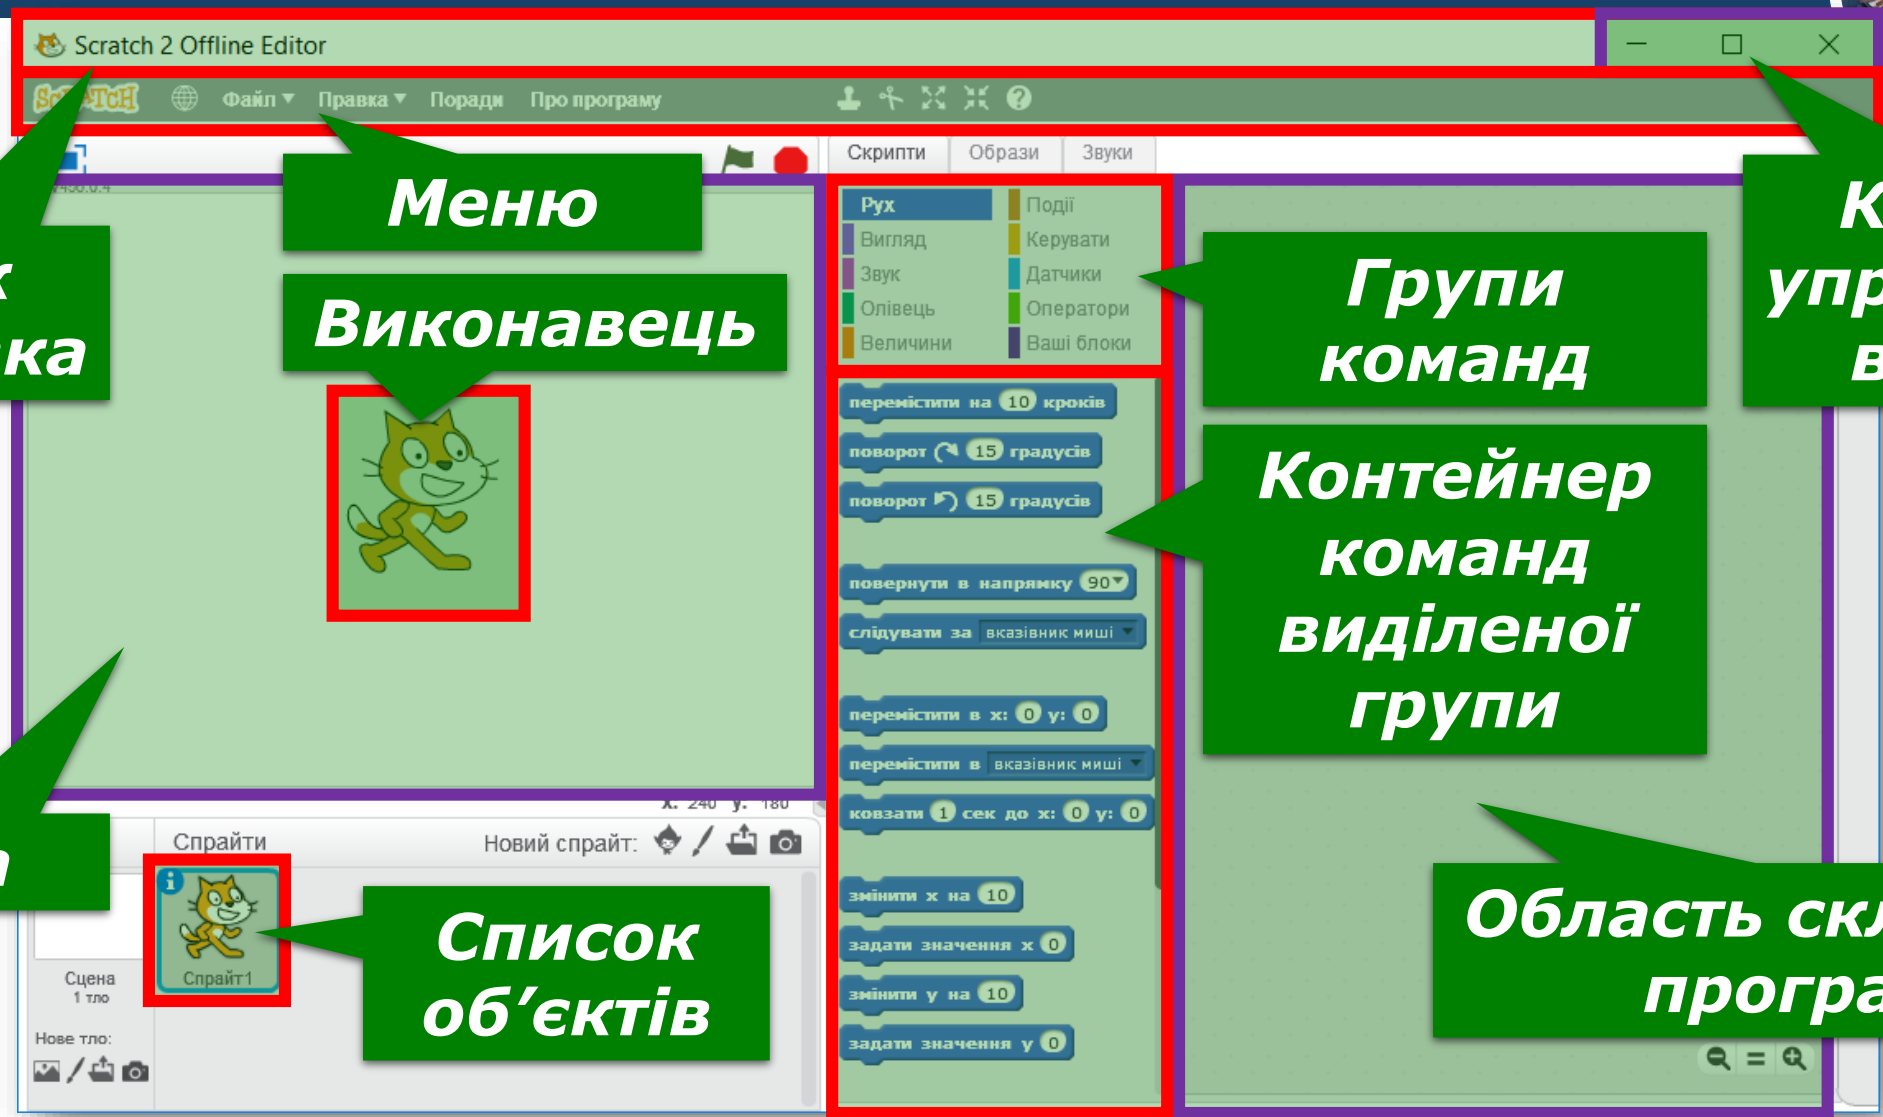 Scratch 2 Offline Editor
SCRATCH Файл Правка Поради Про програму
Скрипти Образи Звуки
Меню
Виконавець
Рух Події
Вигляд Керувати
Звук Датчики
Олівець Оператори
Величини Ваші блоки
Групи
команд
Контейнер
команд
виділеної
групи
перемістити на 10 кроків
поворот 15 градусів
поворот 15 градусів
повернути в напрямку 90
слідувати за вказівник миші
перемістити в x: 0 y: 0
перемістити в вказівник миші
ковзати 1 сек до x: 0 y: 0
змінити x на 10
задати значення x 0
змінити y на 10
задати значення y 0
x: 240 y: 180
Спрайти Новий спрайт:
Спрайт1
Список
об’єктів
Сцена
1 тло
Нове тло:
Область